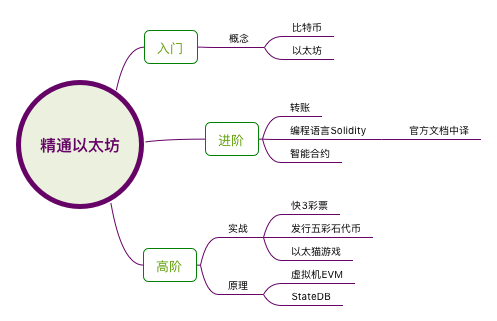 精通以太坊
入门
概念
比特币
以太坊
进阶
转账
编程语言Solidity
官方文档中译
智能合约
高阶
实战
快3彩票
发行五彩石代币
以太猫游戏
原理
虚拟机EVM
StateDB